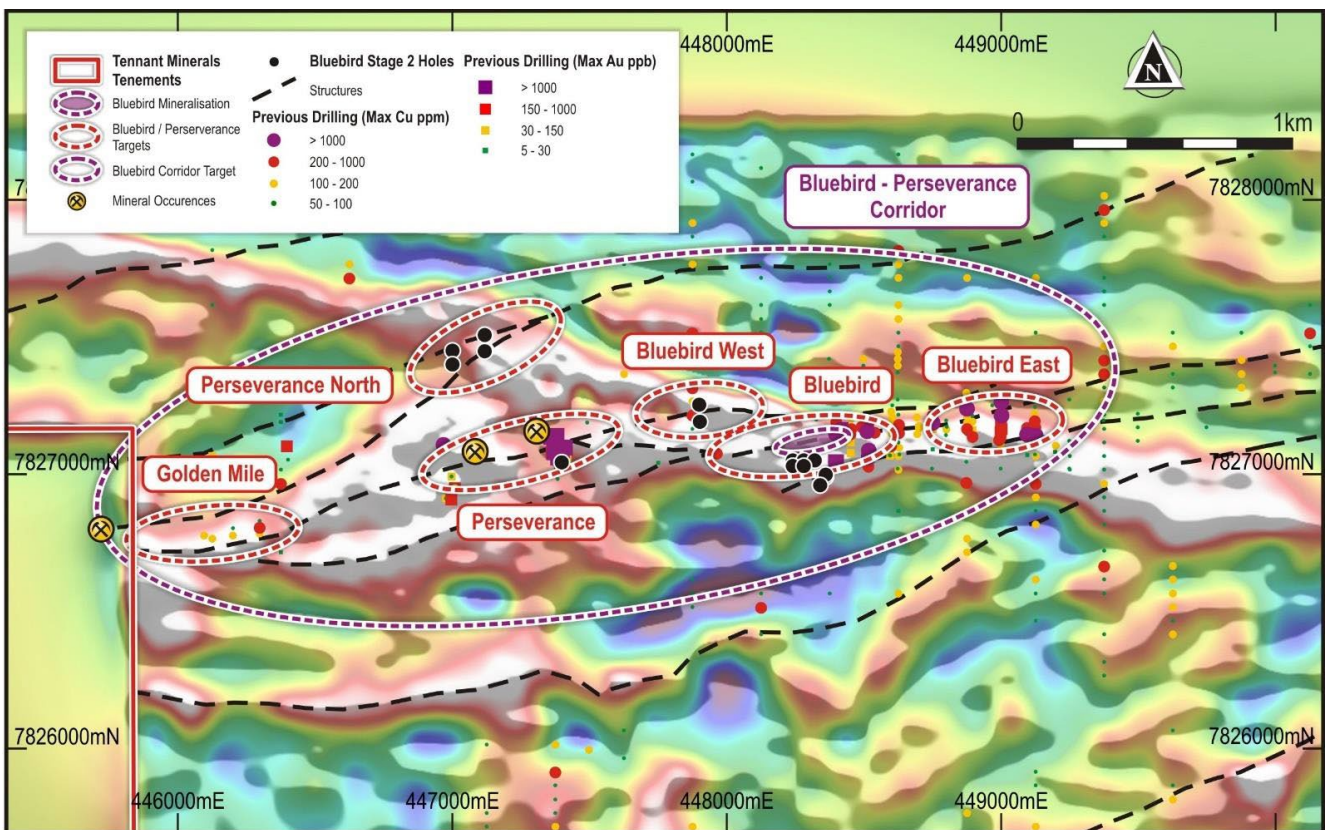 448000mE
449000mE
Tennant Minerals
Tenements
Bluebird Mineralisation
Bluebird / Perseverance
Targets
Bluebird Corridor Target
Mineral Occurences
Bluebird Stage 2 Holes
Structures
Previous Drilling (Max Cu ppm)
> 1000
200 - 1000
100 - 200
50 - 100
Previous Drilling (Max Au ppb)
> 1000
150 - 1000
30 - 150
5 - 30
N
0
1km
7828000mN
Bluebird - Perseverance
Corridor
Bluebird West
Bluebird
Bluebird East
Perseverance North
7827000mN
7827000mN
Golden Mile
Perseverance
7826000mN
7826000mN
446000mE
447000mE
448000mE
449000mE